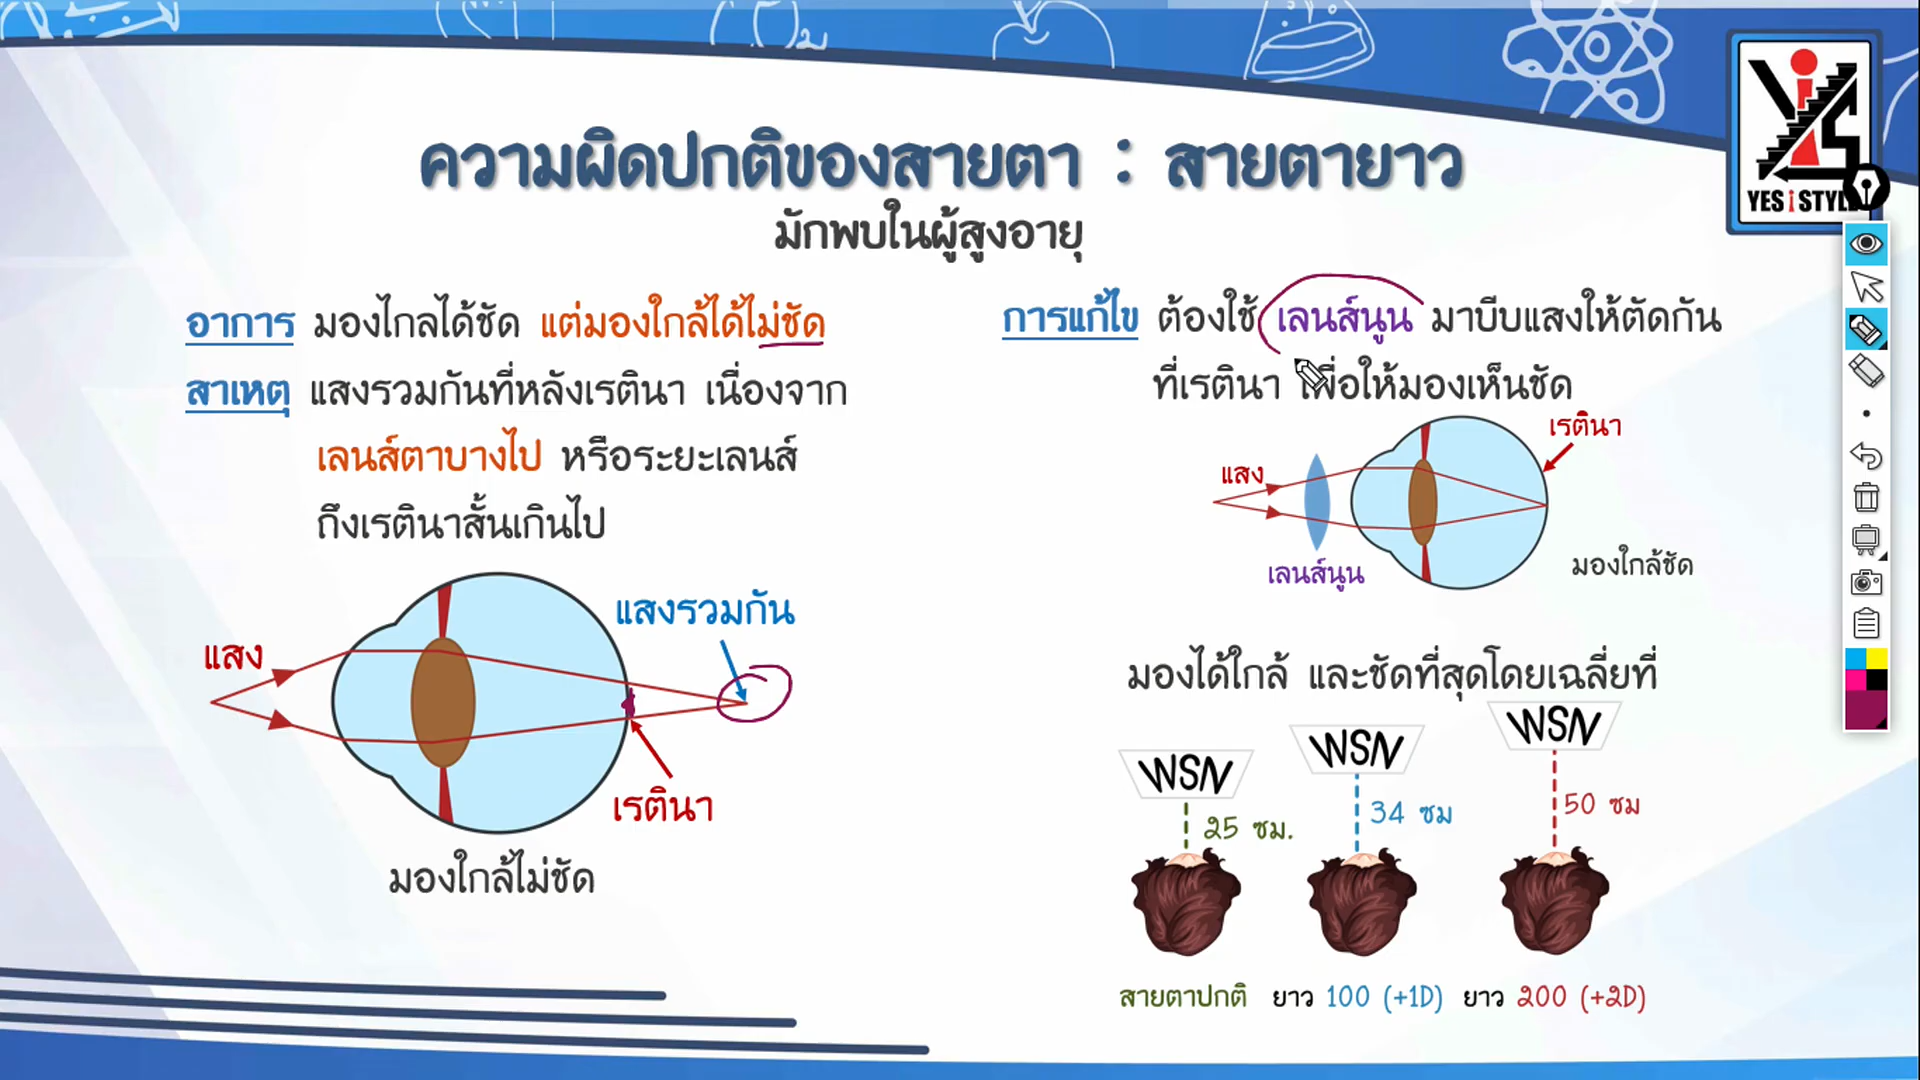 ความผิดปกติของสายตา : สายตายาว
มักพบในผู้สูงอายุ
อาการ มองไกลได้ชัด แต่มองใกล้ได้ไม่ชัด
สาเหตุ แสงรวมกันที่หลังเรตินา เนื่องจาก
เลนส์ตาบางไป หรือระยะเลนส์
ถึงเรตินาสั้นเกินไป
แสง
แสงรวมกัน
เรตินา
มองใกล้ไม่ชัด
การแก้ไข ต้องใช้ เลนส์นูน มาบีบแสงให้ตัดกัน
ที่เรตินา เพื่อให้มองเห็นชัด
เรตินา
แสง
เลนส์นูน
มองใกล้ชัด
มองได้ใกล้ และชัดที่สุดโดยเฉลี่ยที่
WSN WSN WSN
25 ซม. 34 ซม 50 ซม
สายตาปกติ ยาว 100 (+1D) ยาว 200 (+2D)
YES i STYLE